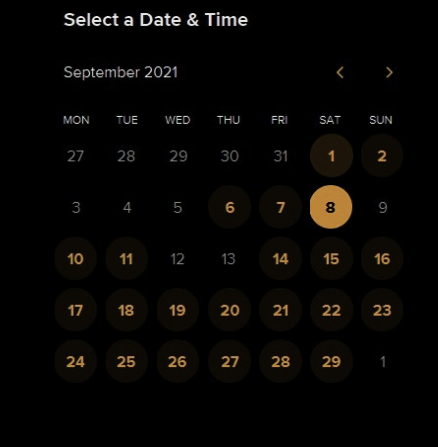 Select a Date & Time
September 2021
MON TUE WED THU FRI SAT SUN
27 28 29 30 31 1 2
3 4 5 6 7 8 9
10 11 12 13 14 15 16
17 18 19 20 21 22 23
24 25 26 27 28 29 1